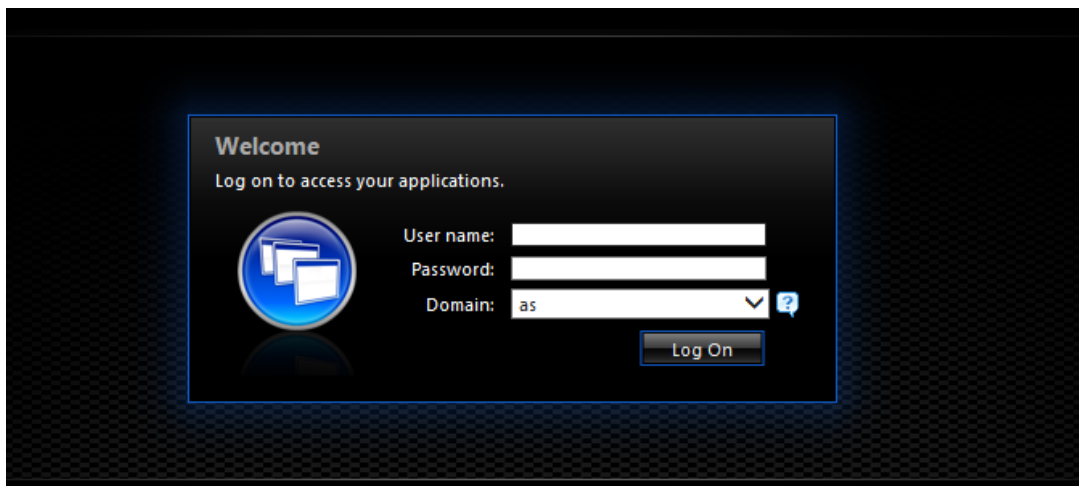 Welcome
Log on to access your applications.
User name:
Password:
Domain: as ?
Log On